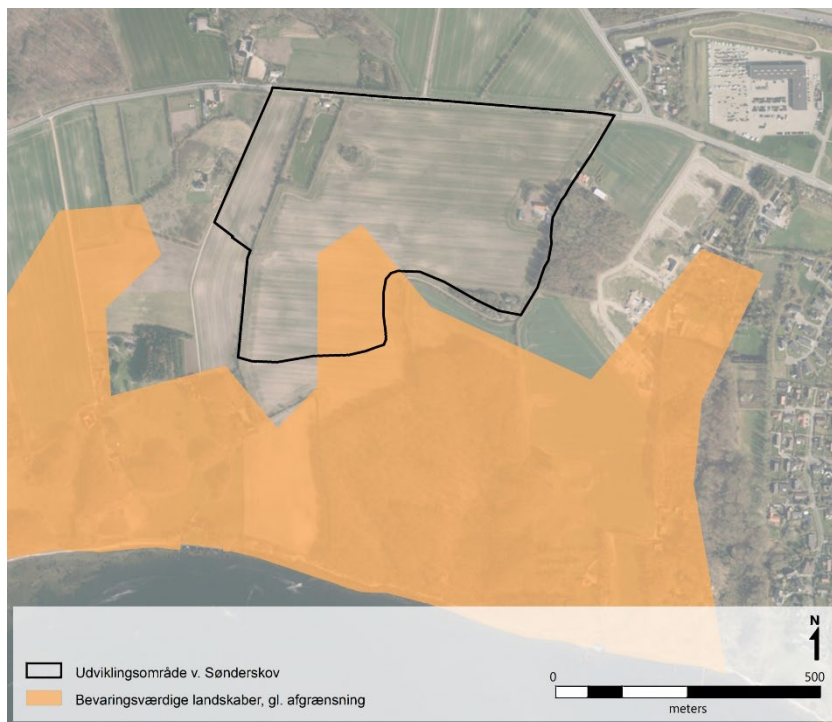 N
Udviklingsområde v. Sønderskov
Bevaringsværdige landskaber, gl. afgrænsning
0 500
meters